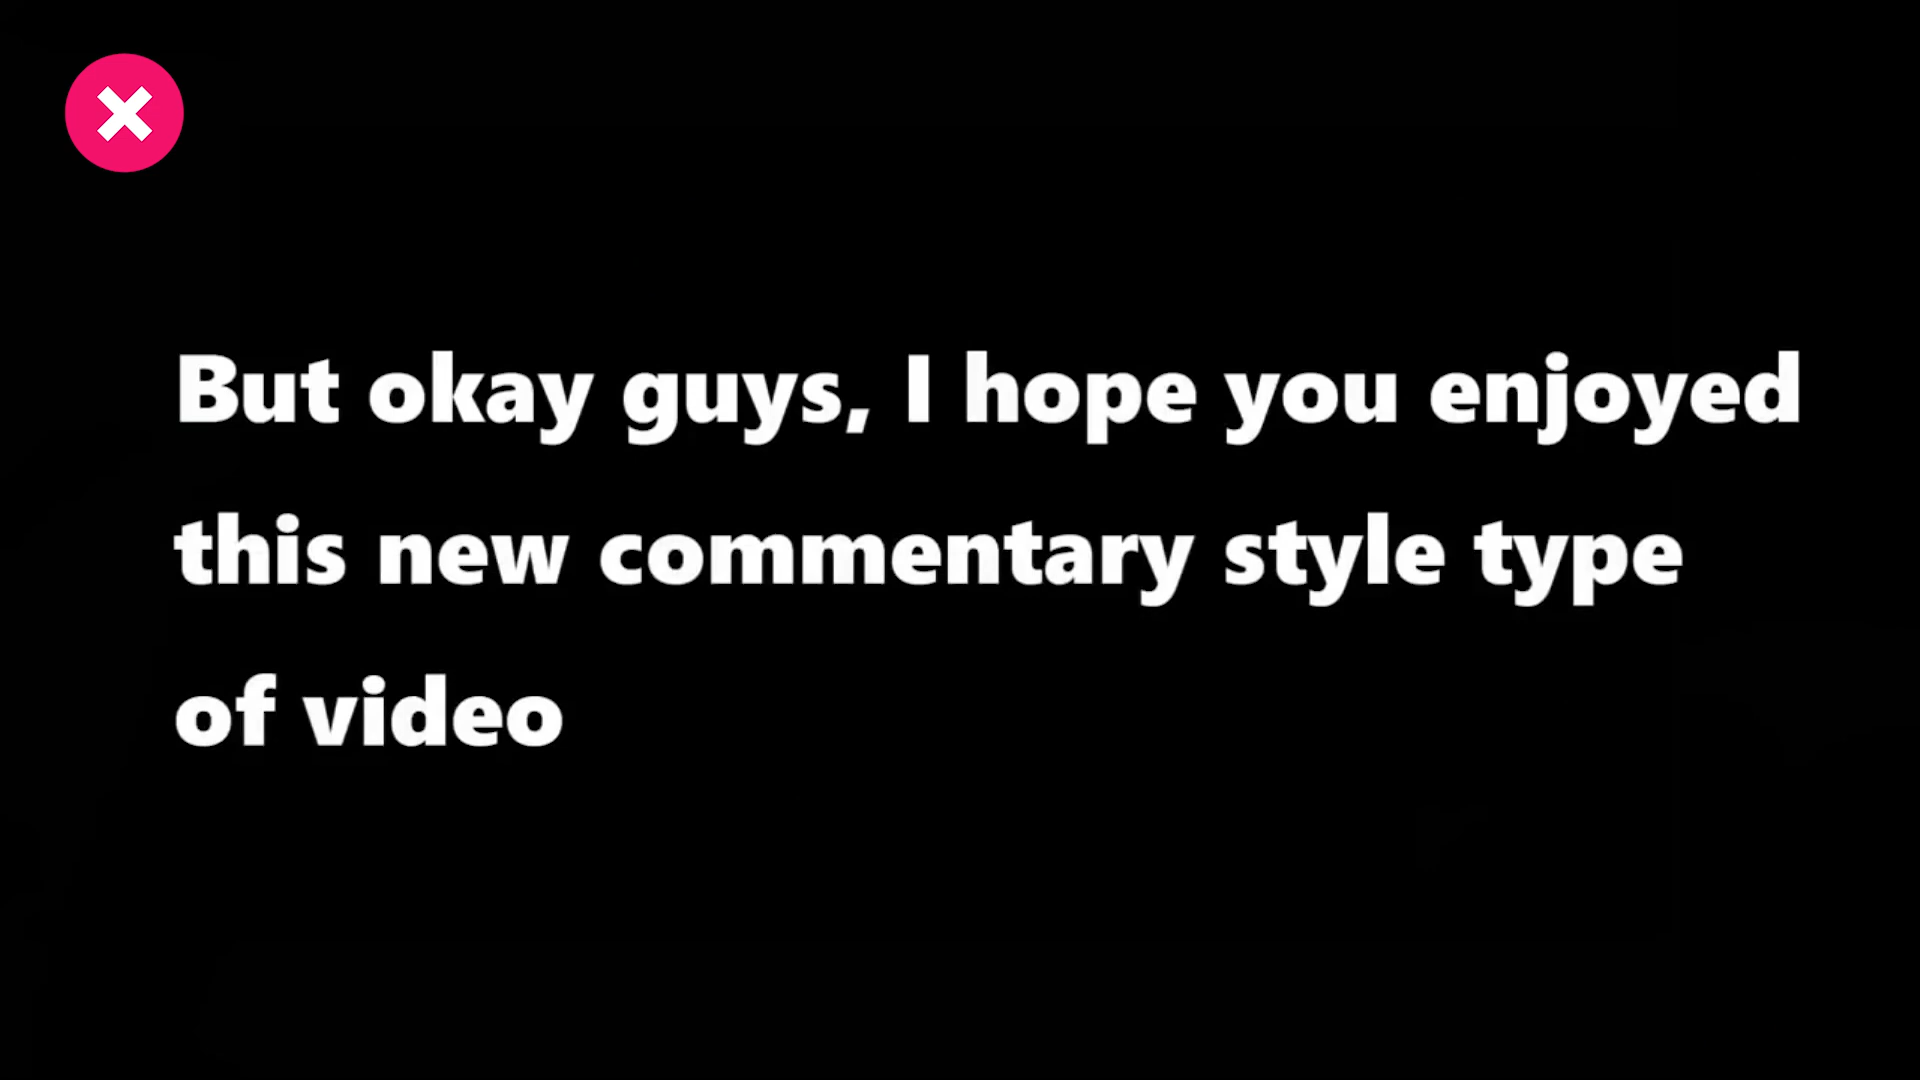 But okay guys, I hope you enjoyed
this new commentary style type
of video